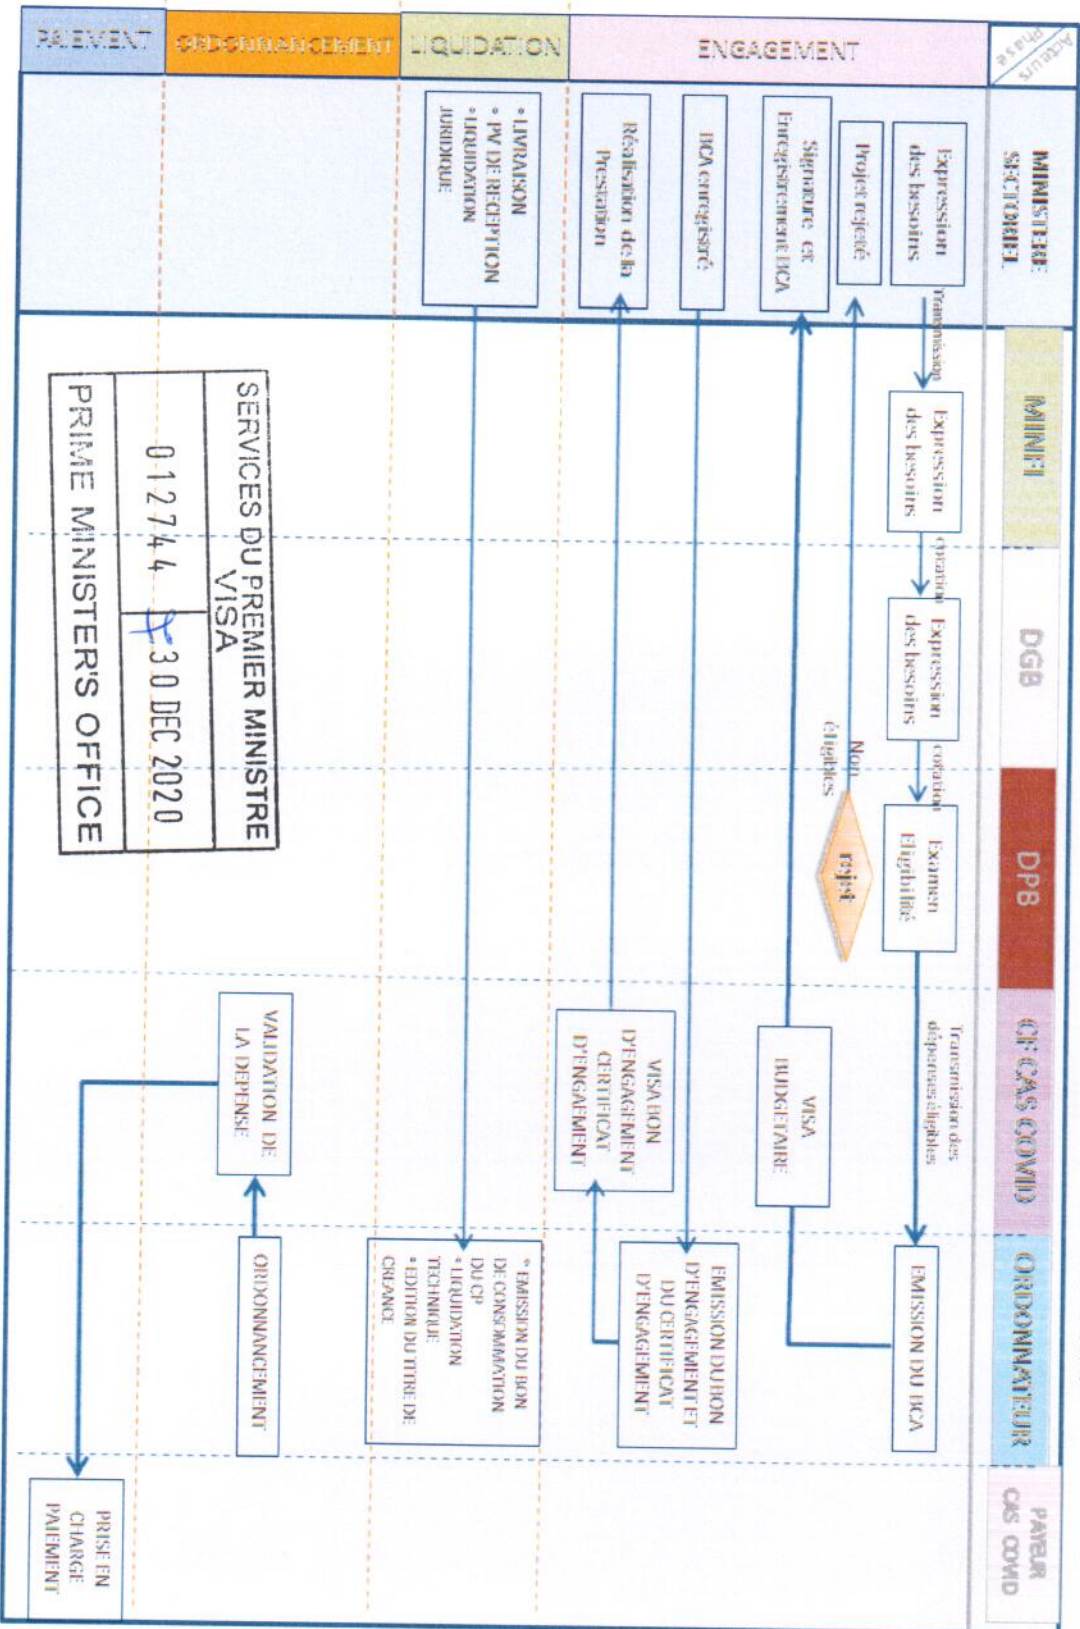 Acteurs
Phase
MINISTERE
SECTORIEL
MINFI
DGB
DPB
CF CAS COVID
ORDONNATEUR
PAYEUR
CAS COVID
ENGAGEMENT
Expression
des besoins
Transmission
Expression
des besoins
cotation
Expression
des besoins
cotation
Examen
Eligibilité
Transmission des
dépenses éligibles
EMISSION DU BCA
Projet rejeté
Non
éligibles
rejet
Signature et
Enregistrement BCA
VISA
BUDGETAIRE
BCA enregistré
EMISSION DU BON
D'ENGAGEMENT ET
DU CERTIFICAT
D'ENGAGEMENT
Réalisation de la
Prestation
VISA BON
D'ENGAGEMENT
CERTIFICAT
D'ENGAEMENT
LIQUIDATION
• LIVRAISON
• PV DE RECEPTION
• LIQUIDATION
JURIDIQUE
• EMISSION DU BON
DE CONSOMMATION
DU CP
• LIQUIDATION
TECHNIQUE
• EDITION DU TITRE DE
CREANCE
ORDONNANCEMENT
VALIDATION DE
LA DEPENSE
ORDONNANCEMENT
PAIEMENT
PRISE EN
CHARGE
PAIEMENT
SERVICES DU PREMIER MINISTRE
VISA
012744
30 DEC 2020
PRIME MINISTER'S OFFICE